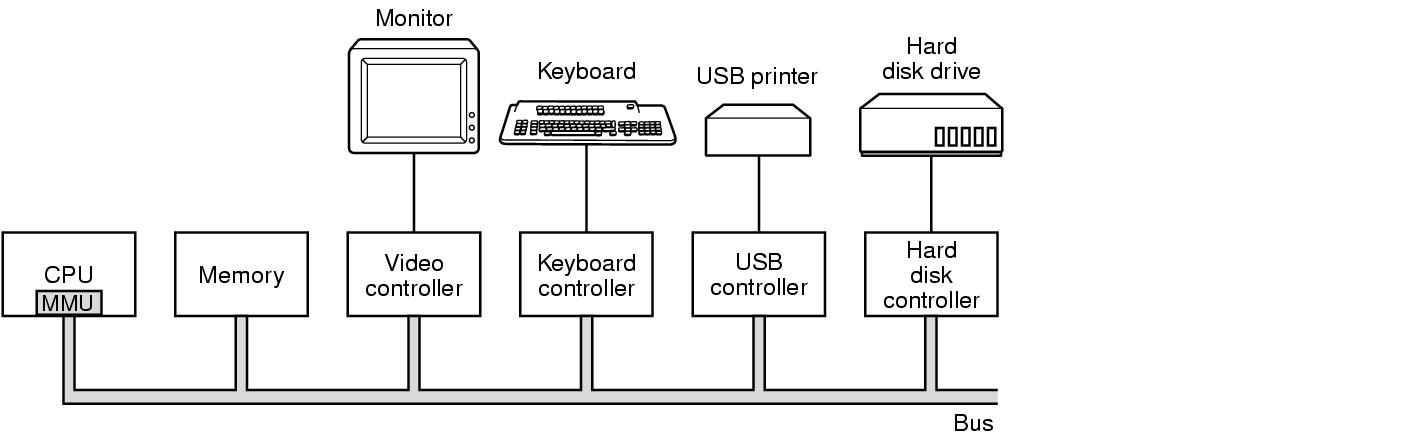 Monitor
Keyboard
USB printer
Hard
disk drive
CPU
MMU
Memory
Video
controller
Keyboard
controller
USB
controller
Hard
disk
controller
Bus